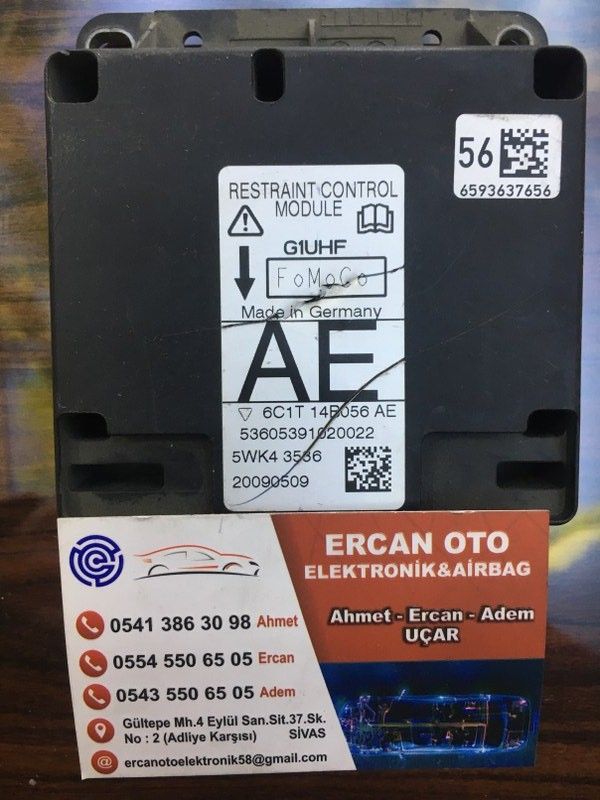 56
6593637656
RESTRAINT CONTROL
MODULE
G1UHF
FoMoCo
Made in Germany
AE
6C1T 14B056 AE
53605391020022
5WK4 3536
20090509
ERCAN OTO
ELEKTRONİK&AİRBAG
Ahmet - Ercan - Adem
UÇAR
0541 386 30 98 Ahmet
0554 550 65 05 Ercan
0543 550 65 05 Adem
Gültepe Mh.4 Eylül San.Sit.37.Sk.
No : 2 (Adliye Karşısı) SİVAS
ercanotoelektronik58@gmail.com